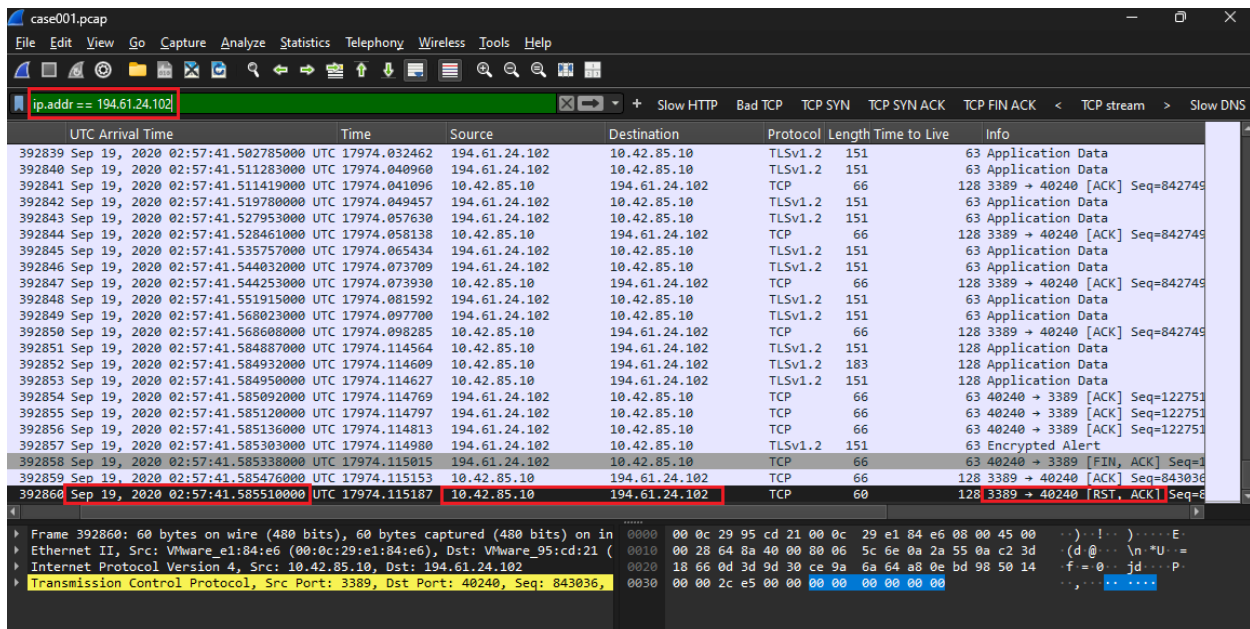 case001.pcap
File Edit View Go Capture Analyze Statistics Telephony Wireless Tools Help
ip.addr == 194.61.24.102
+ Slow HTTP Bad TCP TCP SYN TCP SYN ACK TCP FIN ACK < TCP stream > Slow DNS
UTC Arrival Time Time Source Destination Protocol Length Time to Live Info
392839 Sep 19, 2020 02:57:41.502785000 UTC 17974.032462 194.61.24.102 10.42.85.10 TLSv1.2 151 63 Application Data
392840 Sep 19, 2020 02:57:41.511283000 UTC 17974.040960 194.61.24.102 10.42.85.10 TLSv1.2 151 63 Application Data
392841 Sep 19, 2020 02:57:41.511419000 UTC 17974.041096 10.42.85.10 194.61.24.102 TCP 66 128 3389 → 40240 [ACK] Seq=842749
392842 Sep 19, 2020 02:57:41.519780000 UTC 17974.049457 194.61.24.102 10.42.85.10 TLSv1.2 151 63 Application Data
392843 Sep 19, 2020 02:57:41.527953000 UTC 17974.057630 194.61.24.102 10.42.85.10 TLSv1.2 151 63 Application Data
392844 Sep 19, 2020 02:57:41.528461000 UTC 17974.058138 10.42.85.10 194.61.24.102 TCP 66 128 3389 → 40240 [ACK] Seq=842749
392845 Sep 19, 2020 02:57:41.535757000 UTC 17974.065434 194.61.24.102 10.42.85.10 TLSv1.2 151 63 Application Data
392846 Sep 19, 2020 02:57:41.544032000 UTC 17974.073709 194.61.24.102 10.42.85.10 TLSv1.2 151 63 Application Data
392847 Sep 19, 2020 02:57:41.544253000 UTC 17974.073930 10.42.85.10 194.61.24.102 TCP 66 128 3389 → 40240 [ACK] Seq=842749
392848 Sep 19, 2020 02:57:41.551915000 UTC 17974.081592 194.61.24.102 10.42.85.10 TLSv1.2 151 63 Application Data
392849 Sep 19, 2020 02:57:41.568023000 UTC 17974.097700 194.61.24.102 10.42.85.10 TLSv1.2 151 63 Application Data
392850 Sep 19, 2020 02:57:41.568608000 UTC 17974.098285 10.42.85.10 194.61.24.102 TCP 66 128 3389 → 40240 [ACK] Seq=842749
392851 Sep 19, 2020 02:57:41.584887000 UTC 17974.114564 10.42.85.10 194.61.24.102 TLSv1.2 151 128 Application Data
392852 Sep 19, 2020 02:57:41.584932000 UTC 17974.114609 10.42.85.10 194.61.24.102 TLSv1.2 183 128 Application Data
392853 Sep 19, 2020 02:57:41.584950000 UTC 17974.114627 10.42.85.10 194.61.24.102 TLSv1.2 151 128 Application Data
392854 Sep 19, 2020 02:57:41.585092000 UTC 17974.114769 194.61.24.102 10.42.85.10 TCP 66 63 40240 → 3389 [ACK] Seq=122751
392855 Sep 19, 2020 02:57:41.585120000 UTC 17974.114797 194.61.24.102 10.42.85.10 TCP 66 63 40240 → 3389 [ACK] Seq=122751
392856 Sep 19, 2020 02:57:41.585136000 UTC 17974.114813 194.61.24.102 10.42.85.10 TCP 66 63 40240 → 3389 [ACK] Seq=122751
392857 Sep 19, 2020 02:57:41.585303000 UTC 17974.114980 194.61.24.102 10.42.85.10 TLSv1.2 151 63 Encrypted Alert
392858 Sep 19, 2020 02:57:41.585338000 UTC 17974.115015 194.61.24.102 10.42.85.10 TCP 66 63 40240 → 3389 [FIN, ACK] Seq=1
392859 Sep 19, 2020 02:57:41.585476000 UTC 17974.115153 10.42.85.10 194.61.24.102 TCP 66 128 3389 → 40240 [ACK] Seq=843036
392860 Sep 19, 2020 02:57:41.585510000 UTC 17974.115187 10.42.85.10 194.61.24.102 TCP 60 128 3389 → 40240 [RST, ACK] Seq=8
Frame 392860: 60 bytes on wire (480 bits), 60 bytes captured (480 bits) on in
Ethernet II, Src: VMware_e1:84:e6 (00:0c:29:e1:84:e6), Dst: VMware_95:cd:21 (
Internet Protocol Version 4, Src: 10.42.85.10, Dst: 194.61.24.102
Transmission Control Protocol, Src Port: 3389, Dst Port: 40240, Seq: 843036,
0000 00 0c 29 95 cd 21 00 0c 29 e1 84 e6 08 00 45 00 ··)··!·· )·····E·
0010 00 28 64 8a 40 00 80 06 5c 6e 0a 2a 55 0a c2 3d ·(d·@··· \n·*U··=
0020 18 66 0d 3d 9d 30 ce 9a 6a 64 a8 0e bd 98 50 14 ·f·=·0·· jd····P·
0030 00 00 2c e5 00 00 00 00 00 00 00 00 ··,····· ····